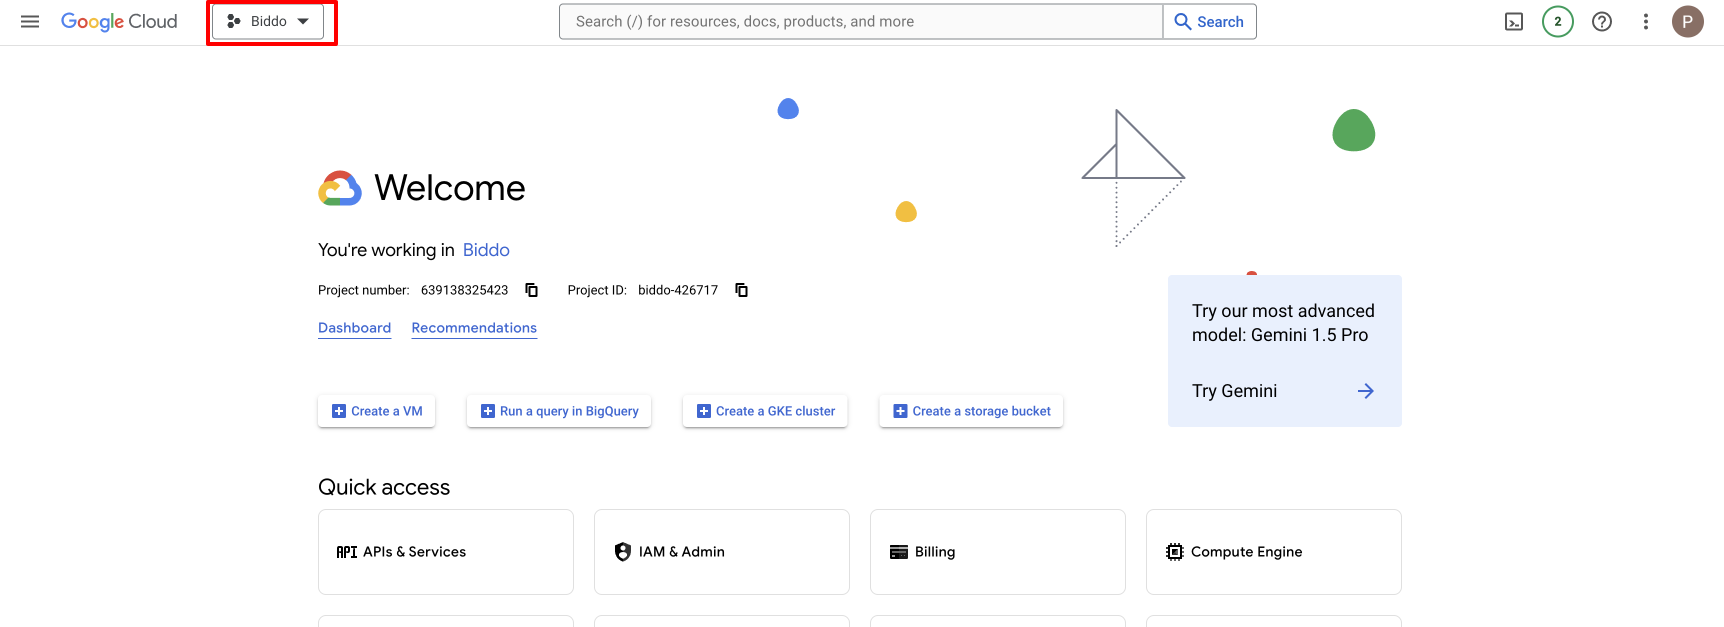 Google Cloud Biddo Search (/) for resources, docs, products, and more Search 2 P
Welcome
You're working in Biddo
Project number: 639138325423 Project ID: biddo-426717
Dashboard Recommendations
Try our most advanced
model: Gemini 1.5 Pro
Try Gemini
Create a VM Run a query in BigQuery Create a GKE cluster Create a storage bucket
Quick access
API APIs & Services IAM & Admin Billing Compute Engine